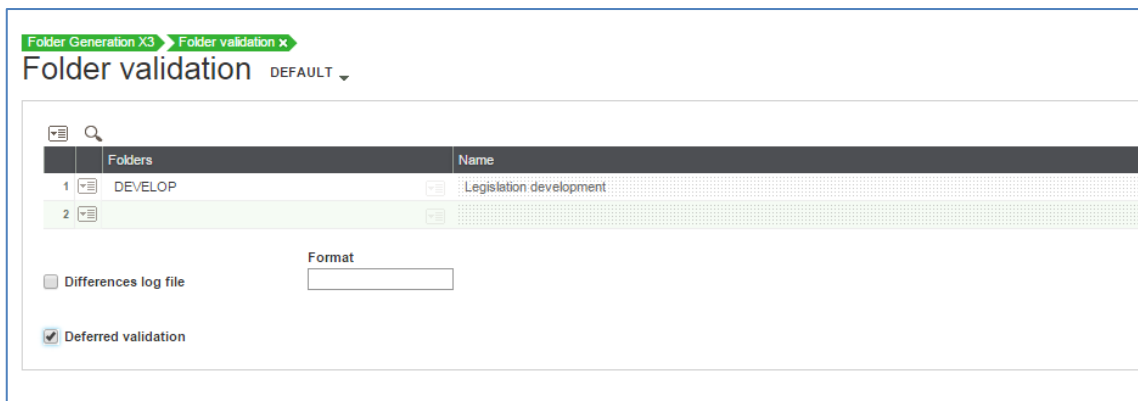 Folder Generation X3 Folder validation x
Folder validation DEFAULT
Folders Name
1 DEVELOP Legislation development
2
Format
Differences log file
Deferred validation